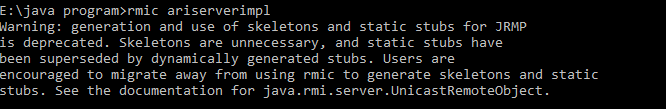 E:\java program>rmic ariserverimpl
Warning: generation and use of skeletons and static stubs for JRMP
is deprecated. Skeletons are unnecessary, and static stubs have
been superseded by dynamically generated stubs. Users are
encouraged to migrate away from using rmic to generate skeletons and static
stubs. See the documentation for java.rmi.server.UnicastRemoteObject.